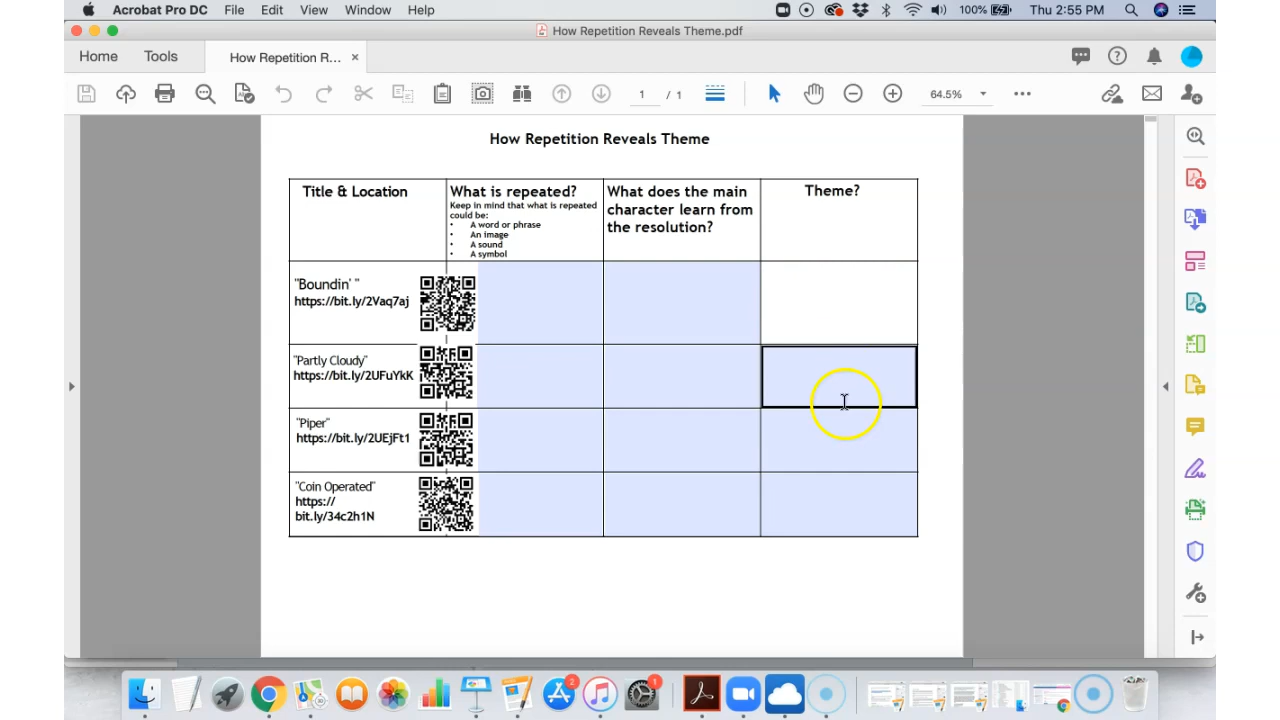 Acrobat Pro DC File Edit View Window Help 100% Thu 2:55 PM
How Repetition Reveals Theme.pdf
Home Tools How Repetition R... ×
1 / 1 64.5%
How Repetition Reveals Theme
Title & Location
What is repeated?
Keep in mind that what is repeated
could be:
• A word or phrase
• An image
• A sound
• A symbol
What does the main
character learn from
the resolution?
Theme?
"Boundin' "
https://bit.ly/2Vaq7aj
"Partly Cloudy"
https://bit.ly/2UFuYkK
"Piper"
https://bit.ly/2UEjFt1
"Coin Operated"
https://
bit.ly/34c2h1N
2
1